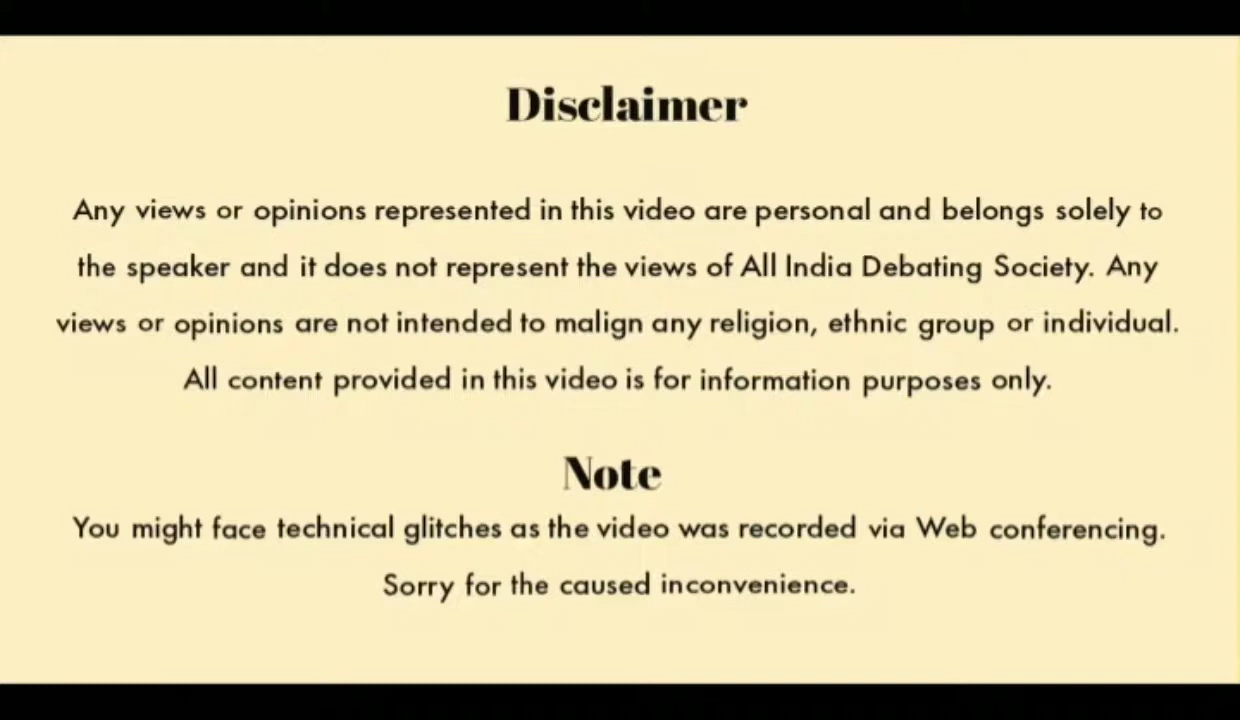 Disclaimer
Any views or opinions represented in this video are personal and belongs solely to
the speaker and it does not represent the views of All India Debating Society. Any
views or opinions are not intended to malign any religion, ethnic group or individual.
All content provided in this video is for information purposes only.
Note
You might face technical glitches as the video was recorded via Web conferencing.
Sorry for the caused inconvenience.